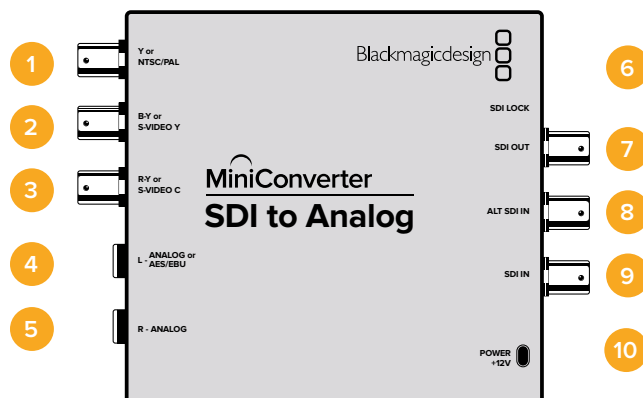 1
Y or
NTSC/PAL
2
B-Y or
S-VIDEO Y
3
R-Y or
S-VIDEO C
4
L - ANALOG or
AES/EBU
5
R - ANALOG
Blackmagicdesign
MiniConverter
SDI to Analog
6
SDI LOCK
7
SDI OUT
8
ALT SDI IN
9
SDI IN
10
POWER
+12V